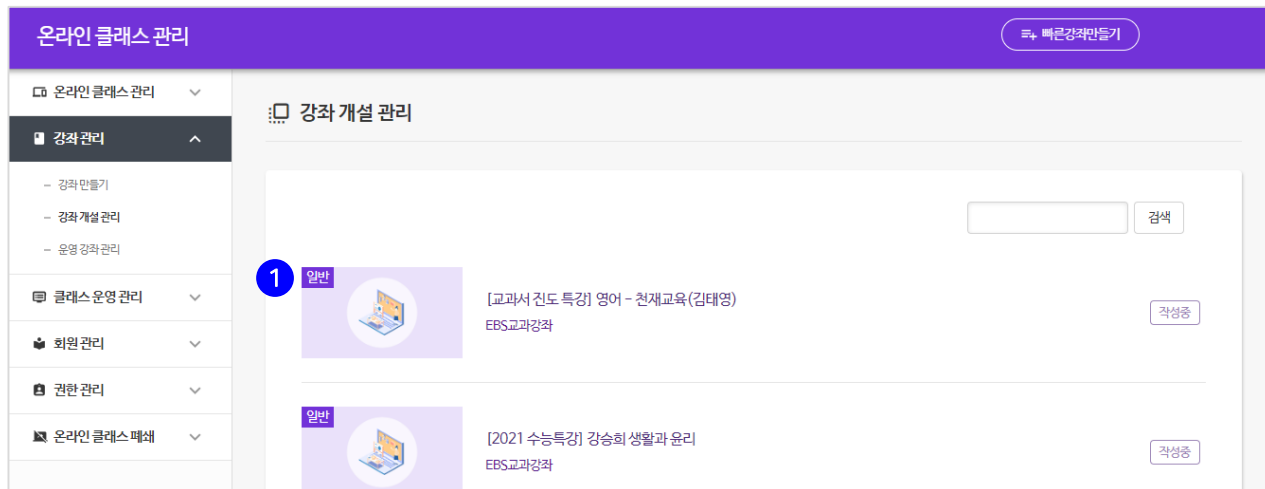 온라인 클래스 관리
빠른강좌만들기
온라인 클래스 관리
강좌 관리
- 강좌 만들기
- 강좌 개설 관리
- 운영 강좌 관리
클래스 운영 관리
회원 관리
권한 관리
온라인 클래스 폐쇄
강좌 개설 관리
검색
1
일반
[교과서 진도 특강] 영어 - 천재교육(김태영)
EBS교과강좌
작성중
일반
[2021 수능특강] 강승희 생활과 윤리
EBS교과강좌
작성중